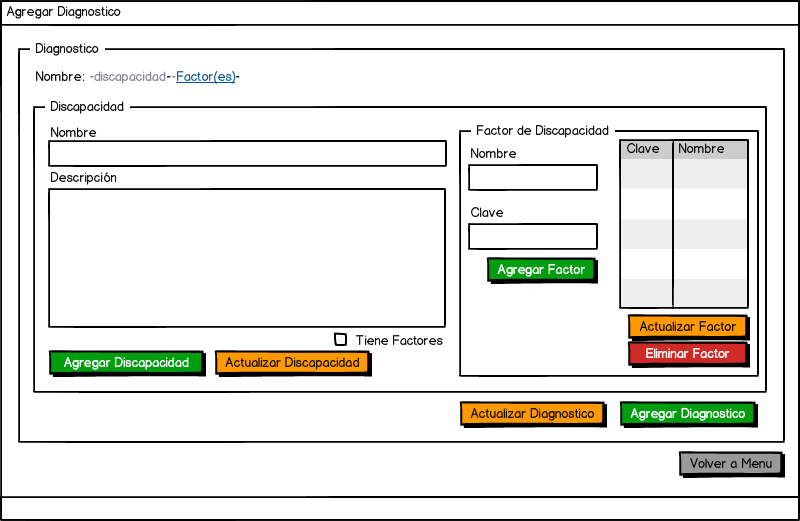 Agregar Diagnostico
Diagnostico
Nombre: -discapacidad--Factor(es)-
Discapacidad
Nombre
Descripción
Tiene Factores
Agregar Discapacidad
Actualizar Discapacidad
Factor de Discapacidad
Nombre
Clave
Agregar Factor
Clave Nombre
Actualizar Factor
Eliminar Factor
Actualizar Diagnostico
Agregar Diagnostico
Volver a Menu